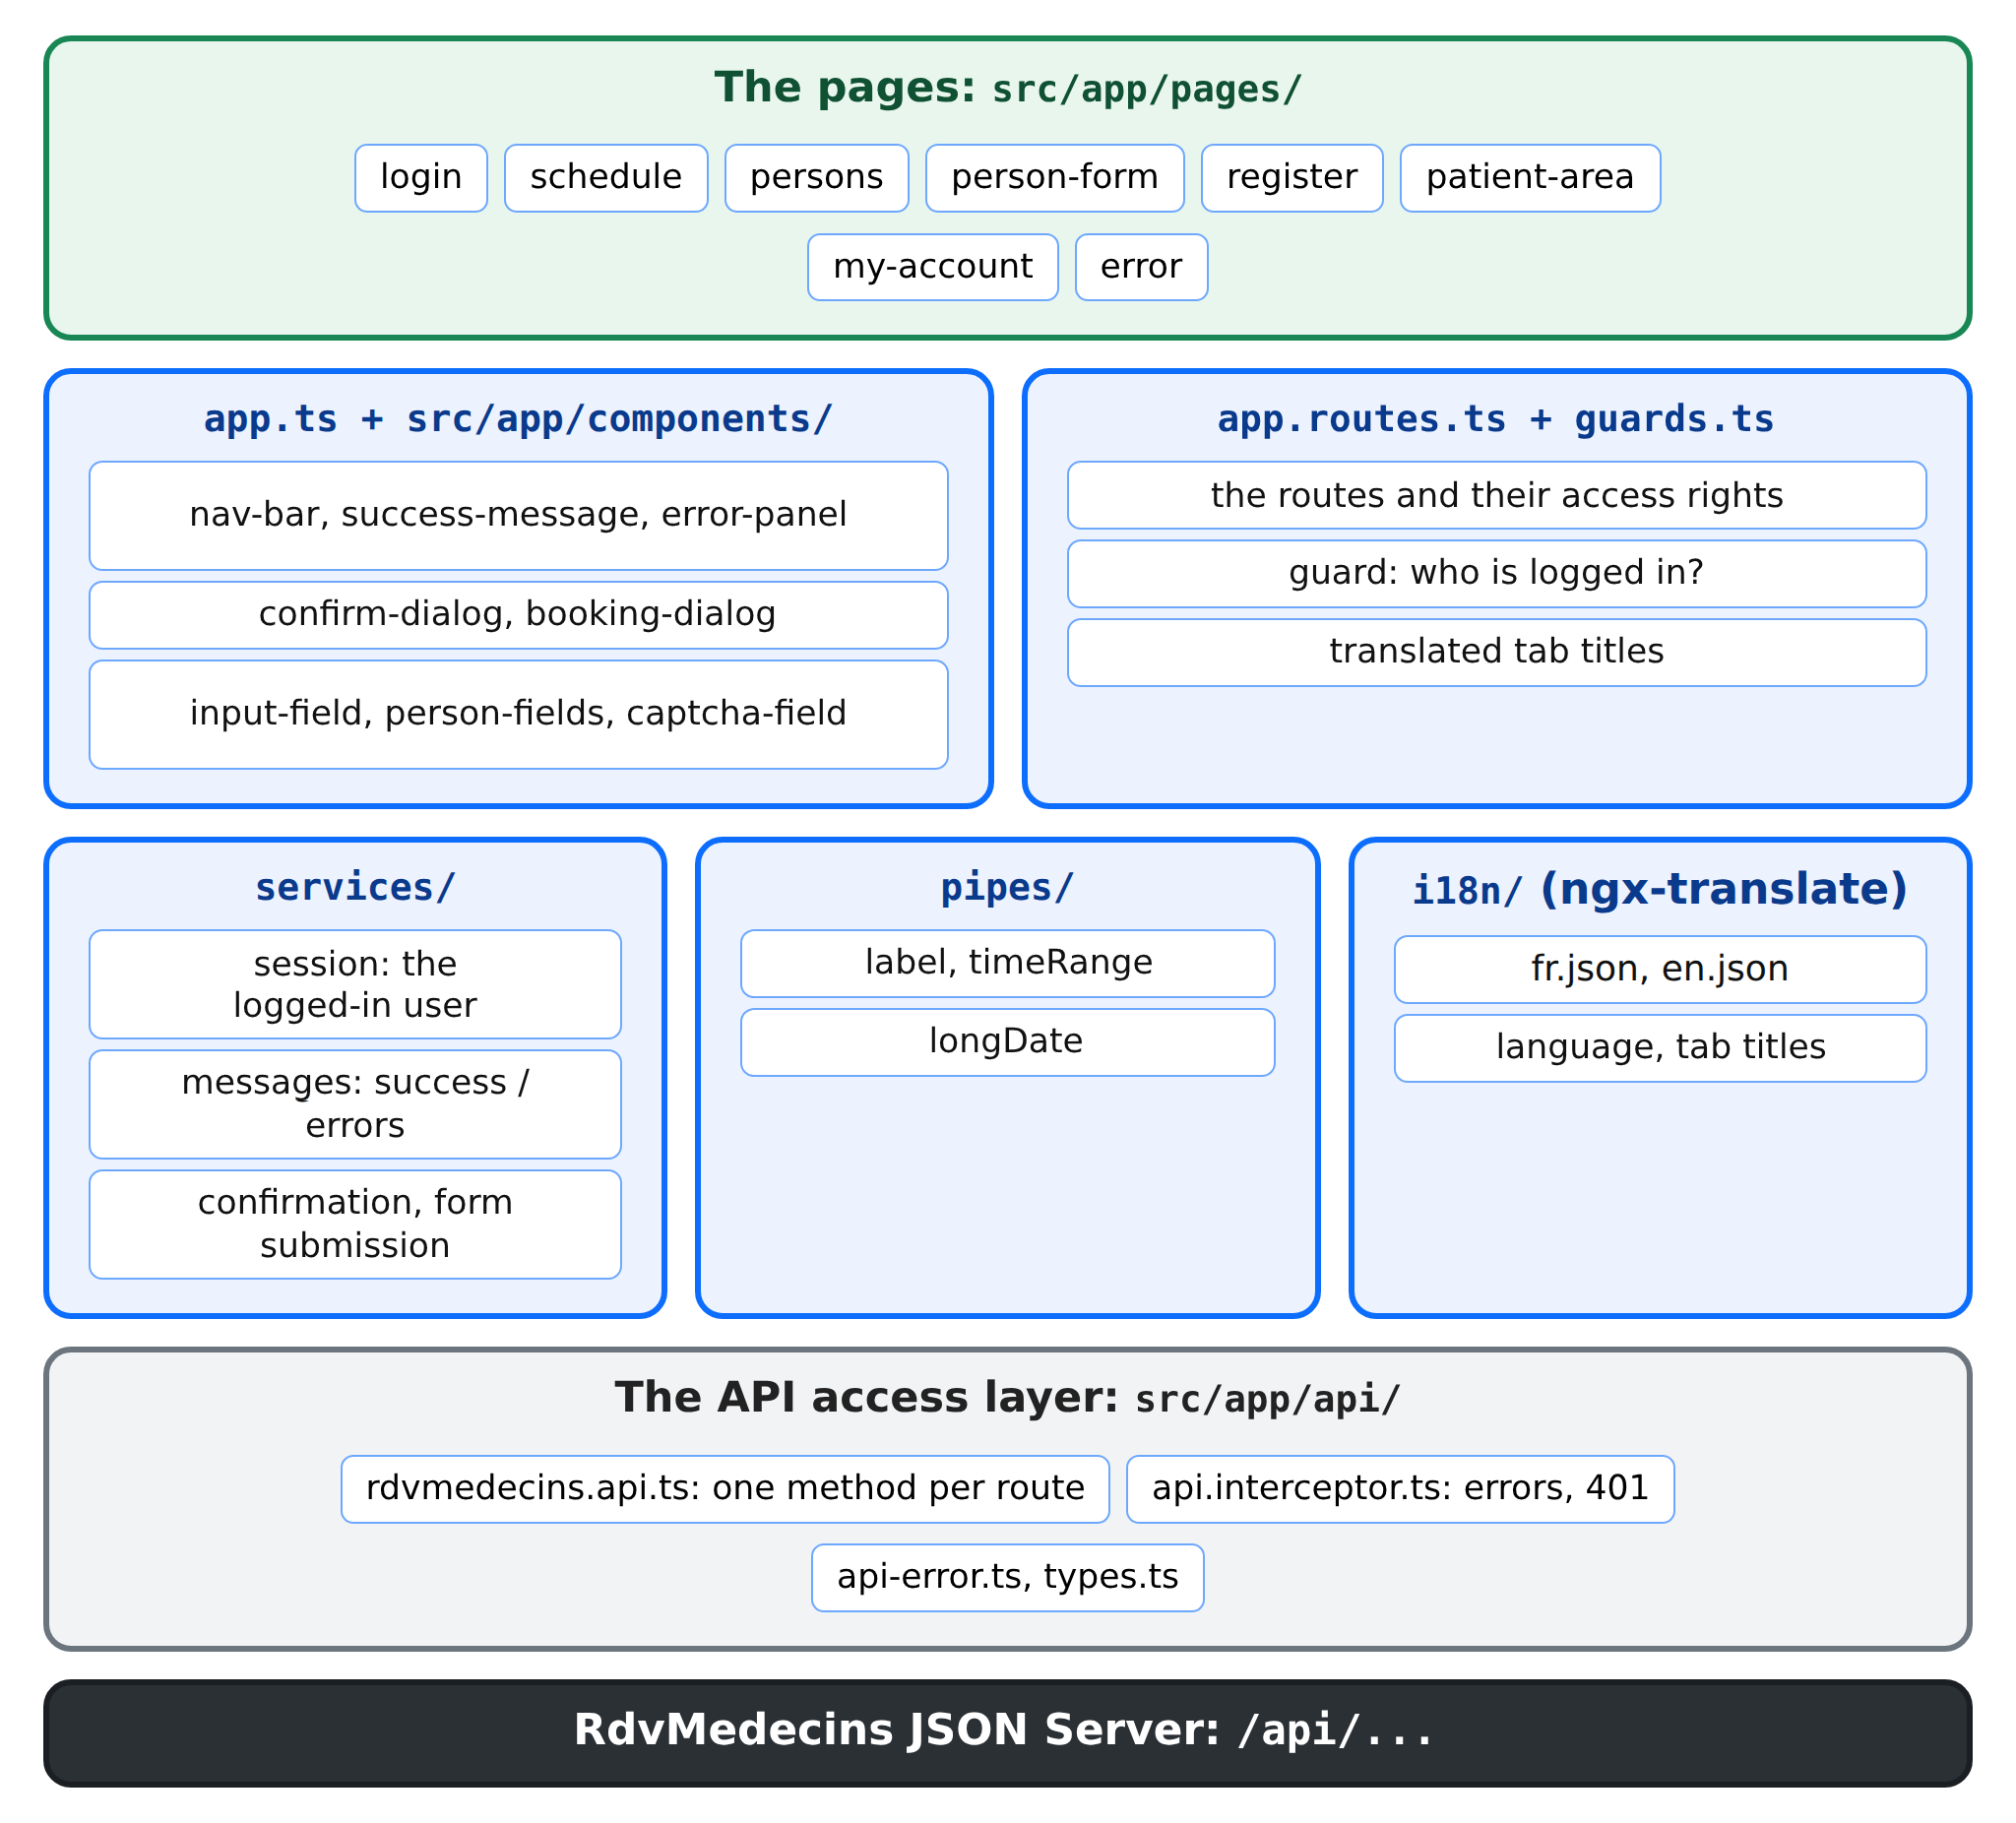 The pages: src/app/pages/
login
schedule
persons
person-form
register
patient-area
my-account
error
app.ts + src/app/components/
nav-bar, success-message, error-panel
confirm-dialog, booking-dialog
input-field, person-fields, captcha-field
app.routes.ts + guards.ts
the routes and their access rights
guard: who is logged in?
translated tab titles
services/
session: the
logged-in user
messages: success /
errors
confirmation, form
submission
pipes/
label, timeRange
longDate
i18n/ (ngx-translate)
fr.json, en.json
language, tab titles
The API access layer: src/app/api/
rdvmedecins.api.ts: one method per route
api.interceptor.ts: errors, 401
api-error.ts, types.ts
RdvMedecins JSON Server: /api/...